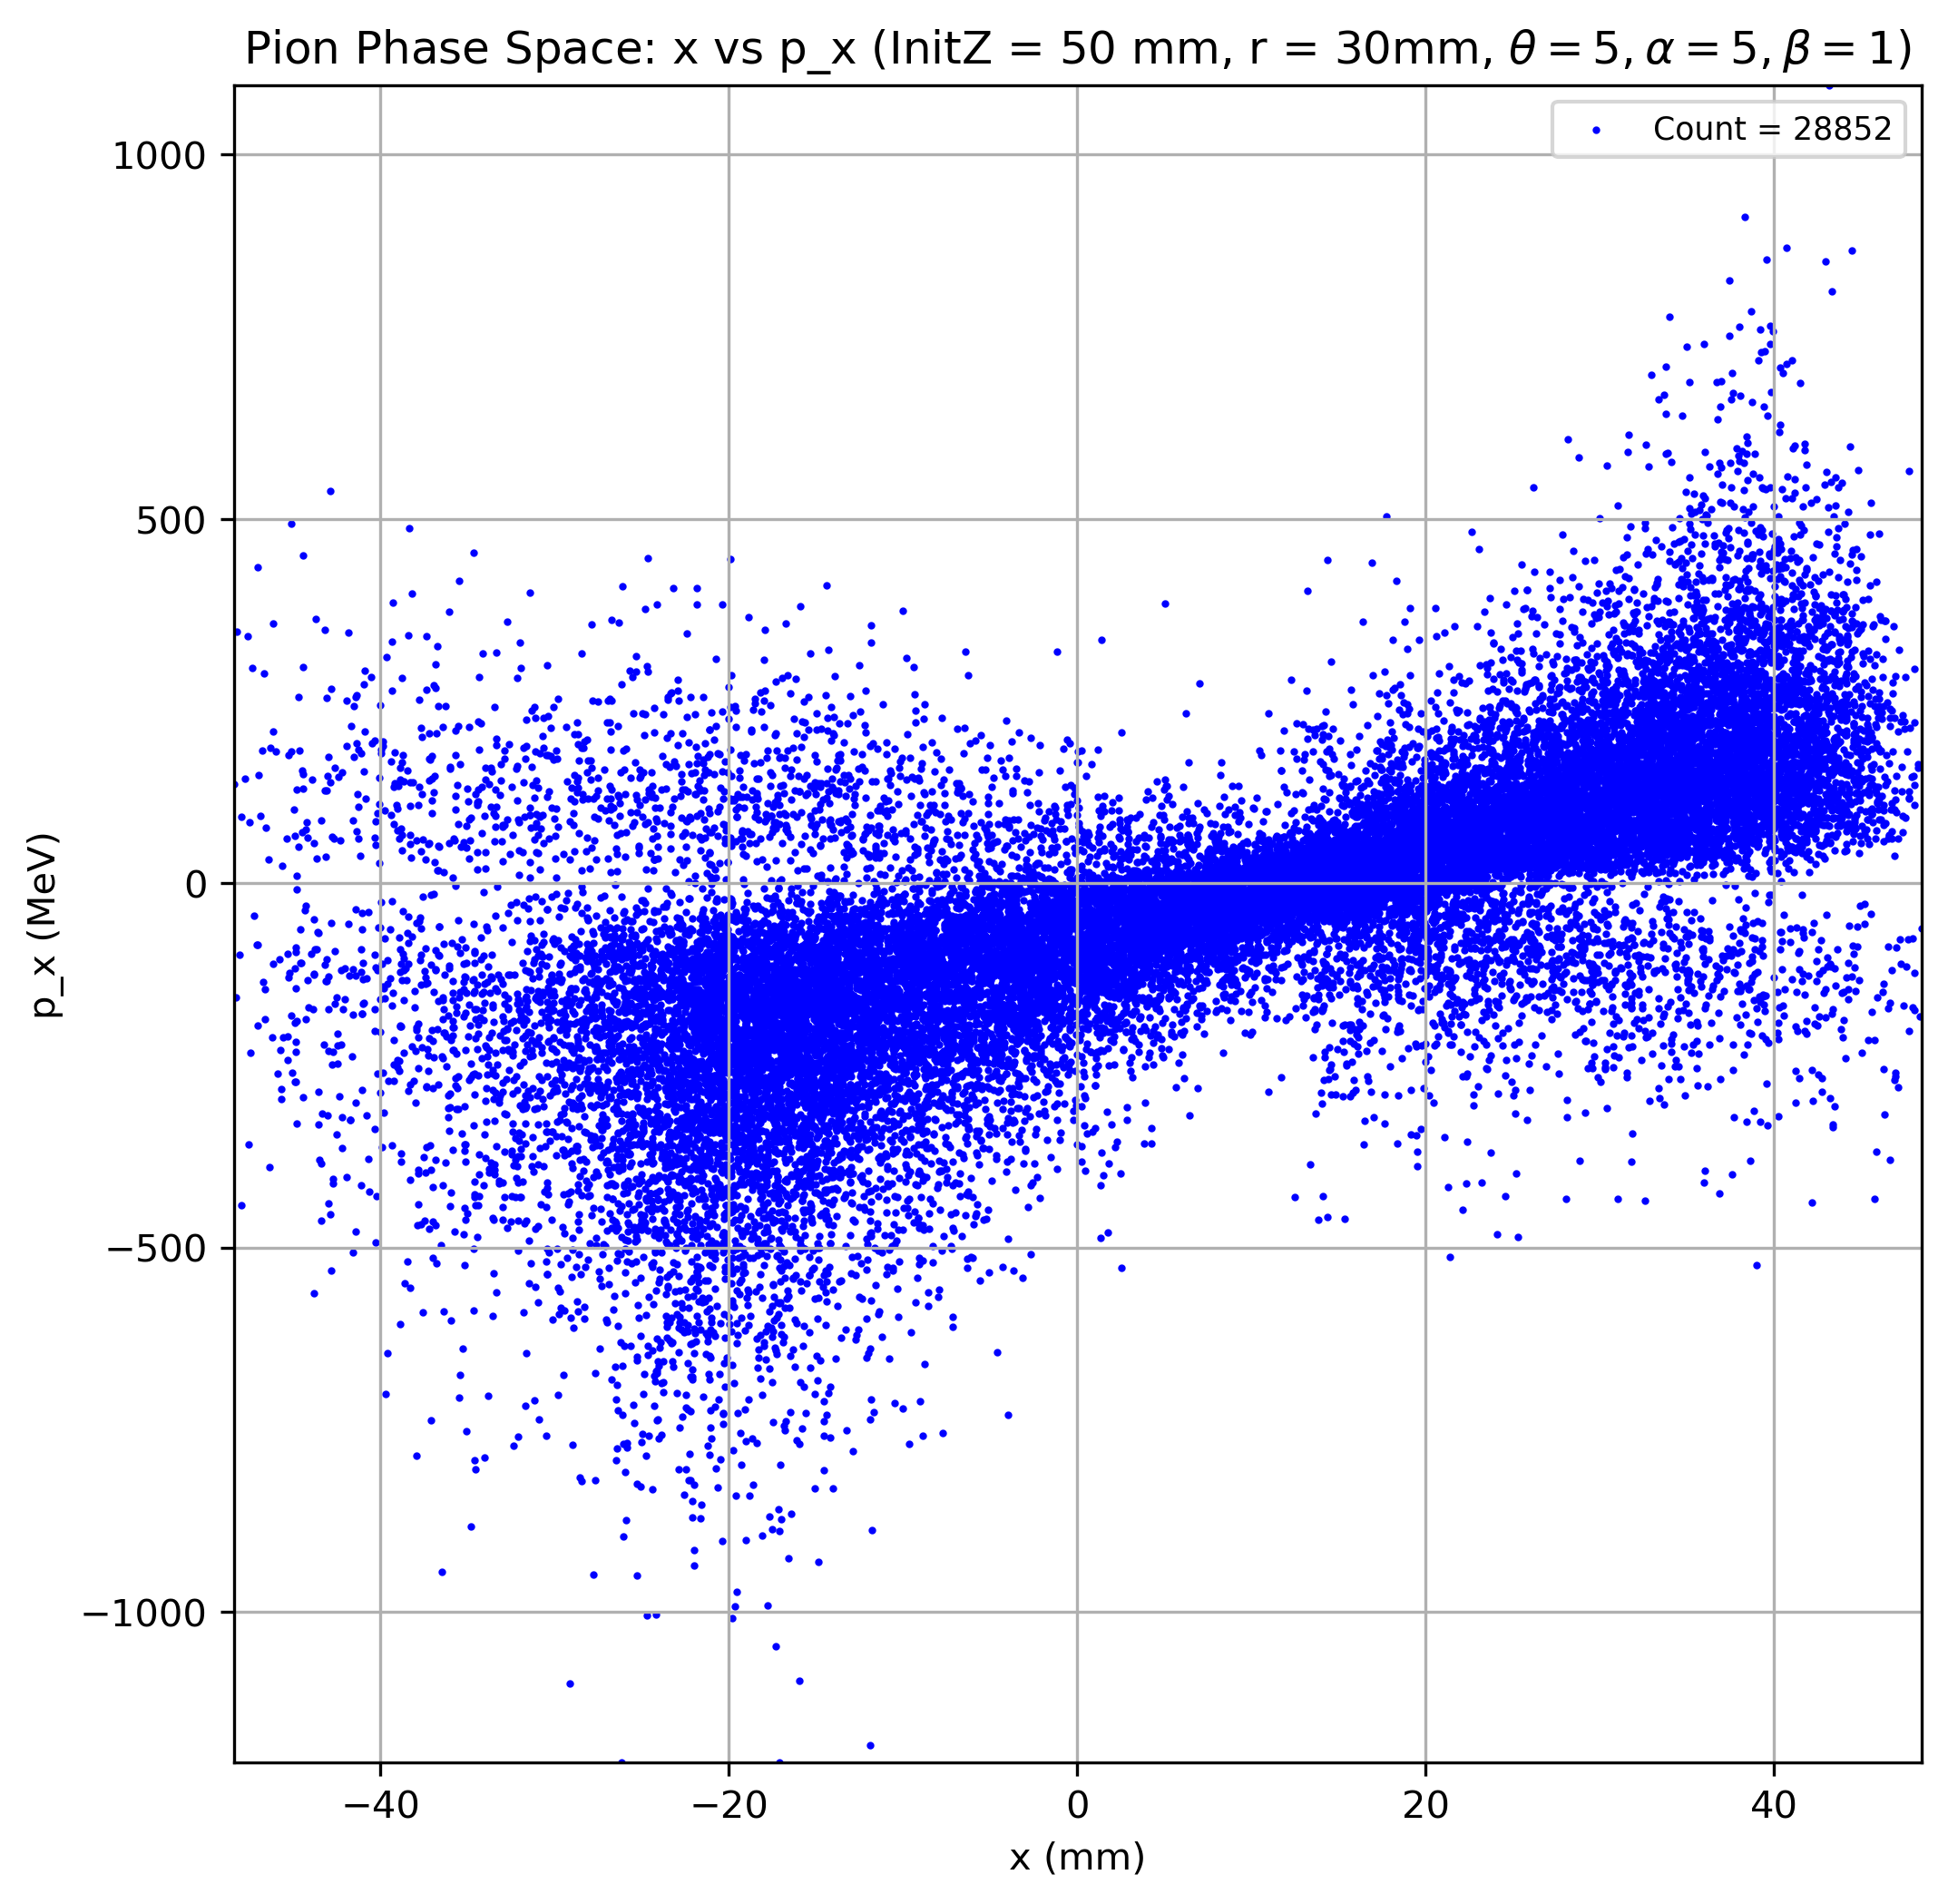 Pion Phase Space: x vs p_x (InitZ = 50 mm, r = 30mm, θ = 5, α = 5, β = 1)
Count = 28852
1000
500
0
−500
−1000
p_x (MeV)
−40 −20 0 20 40
x (mm)